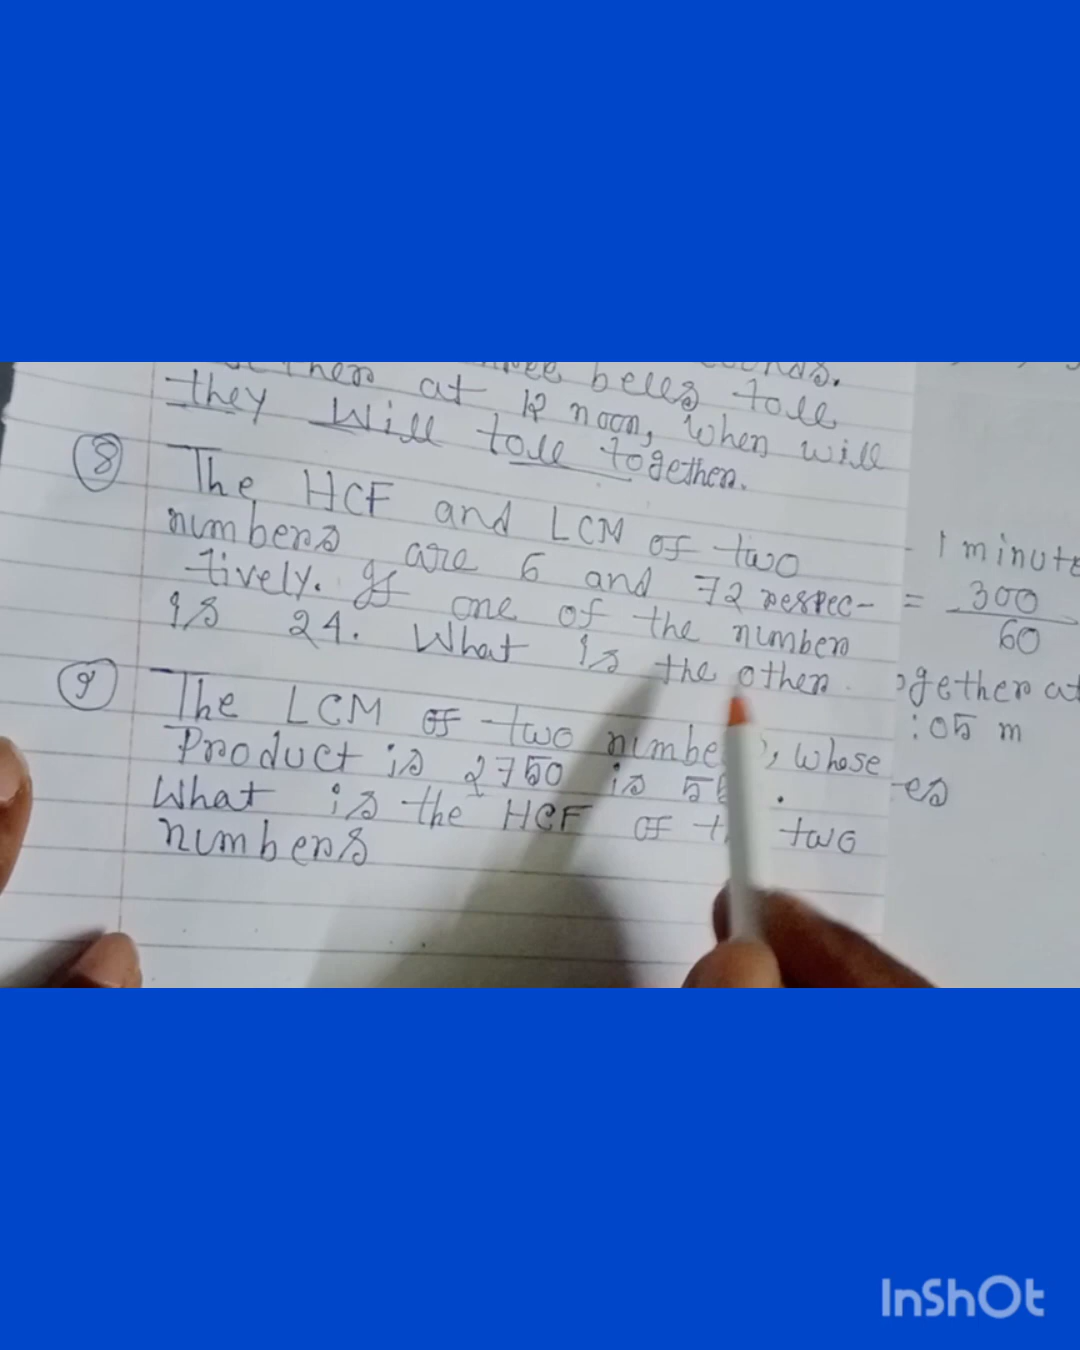 at 12 noon, when will
bells toll
they will toll together.
8 The HCF and LCM of two
numbers are 6 and 72 respec-
tively. If one of the number
is 24. What is the other.
9 The LCM of two numbers, whose
Product is 2750 is
What is the HCF of two
numbers
1 minute
= 300
60
together at
:05 m
es
InShOt